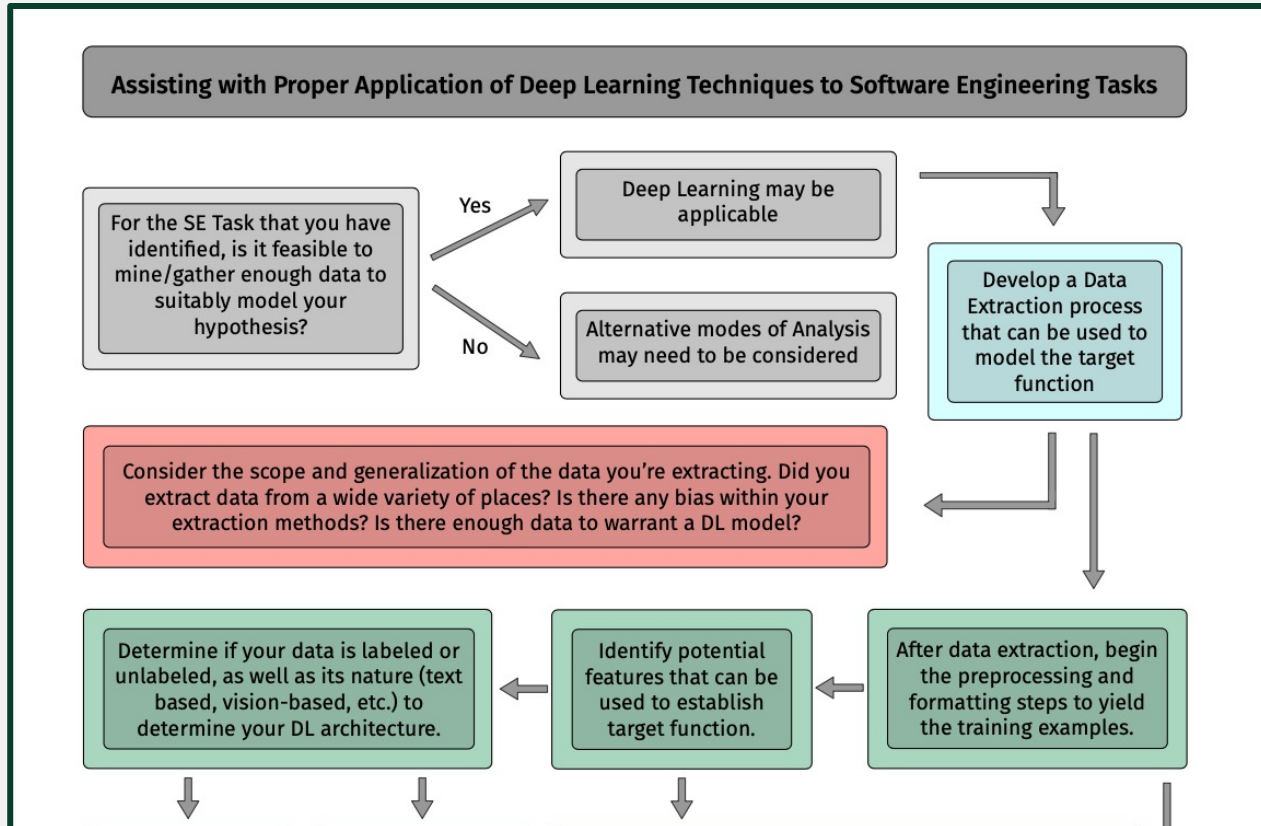 Assisting with Proper Application of Deep Learning Techniques to Software Engineering Tasks
For the SE Task that you have
identified, is it feasible to
mine/gather enough data to
suitably model your
hypothesis?
Yes
No
Deep Learning may be
applicable
Alternative modes of Analysis
may need to be considered
Develop a Data
Extraction process
that can be used to
model the target
function
Consider the scope and generalization of the data you’re extracting. Did you
extract data from a wide variety of places? Is there any bias within your
extraction methods? Is there enough data to warrant a DL model?
Determine if your data is labeled or
unlabeled, as well as its nature (text
based, vision-based, etc.) to
determine your DL architecture.
Identify potential
features that can be
used to establish
target function.
After data extraction, begin
the preprocessing and
formatting steps to yield
the training examples.